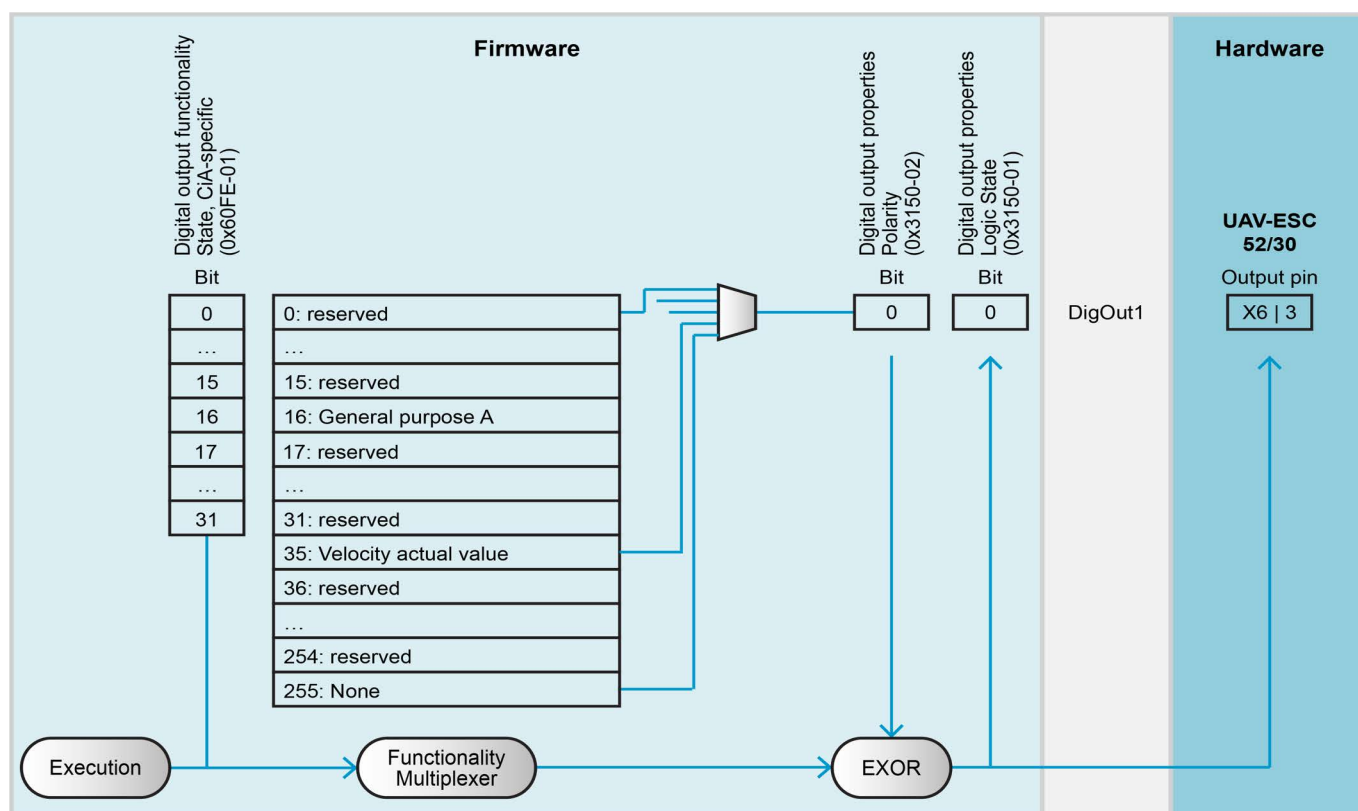 Firmware
Hardware
Digital output functionality
State, CiA-specific
(0x60FE-01)
Digital output properties
Polarity
(0x3150-02)
Digital output properties
Logic State
(0x3150-01)
UAV-ESC
52/30
Bit
Bit
Bit
Output pin
0
...
15
16
17
...
31
0: reserved
...
15: reserved
16: General purpose A
17: reserved
...
31: reserved
35: Velocity actual value
36: reserved
...
254: reserved
255: None
0
0
DigOut1
X6 | 3
Execution
Functionality
Multiplexer
EXOR